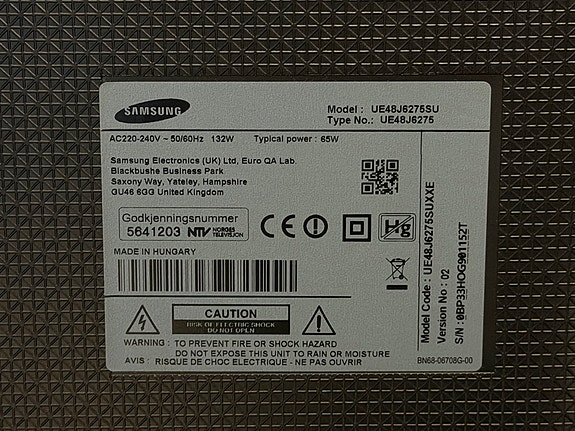 SAMSUNG
Model : UE48J6275SU
Type No.: UE48J6275
AC220-240V ~ 50/60Hz 132W Typical power : 65W
Samsung Electronics (UK) Ltd, Euro QA Lab.
Blackbushe Business Park
Saxony Way, Yateley, Hampshire
GU46 6GG United Kingdom
Godkjenningsnummer
5641203 NTV NORGES TELEVISJON
CE
Hg
MADE IN HUNGARY
CAUTION
RISK OF ELECTRIC SHOCK
DO NOT OPEN
WARNING : TO PREVENT FIRE OR SHOCK HAZARD
DO NOT EXPOSE THIS UNIT TO RAIN OR MOISTURE
AVIS : RISQUE DE CHOC ELECTRIQUE - NE PAS OUVRIR
Model Code : UE48J6275SUXXE
Version No : 02
S/N : 0BP33HOG901152T
BN68-06708G-00